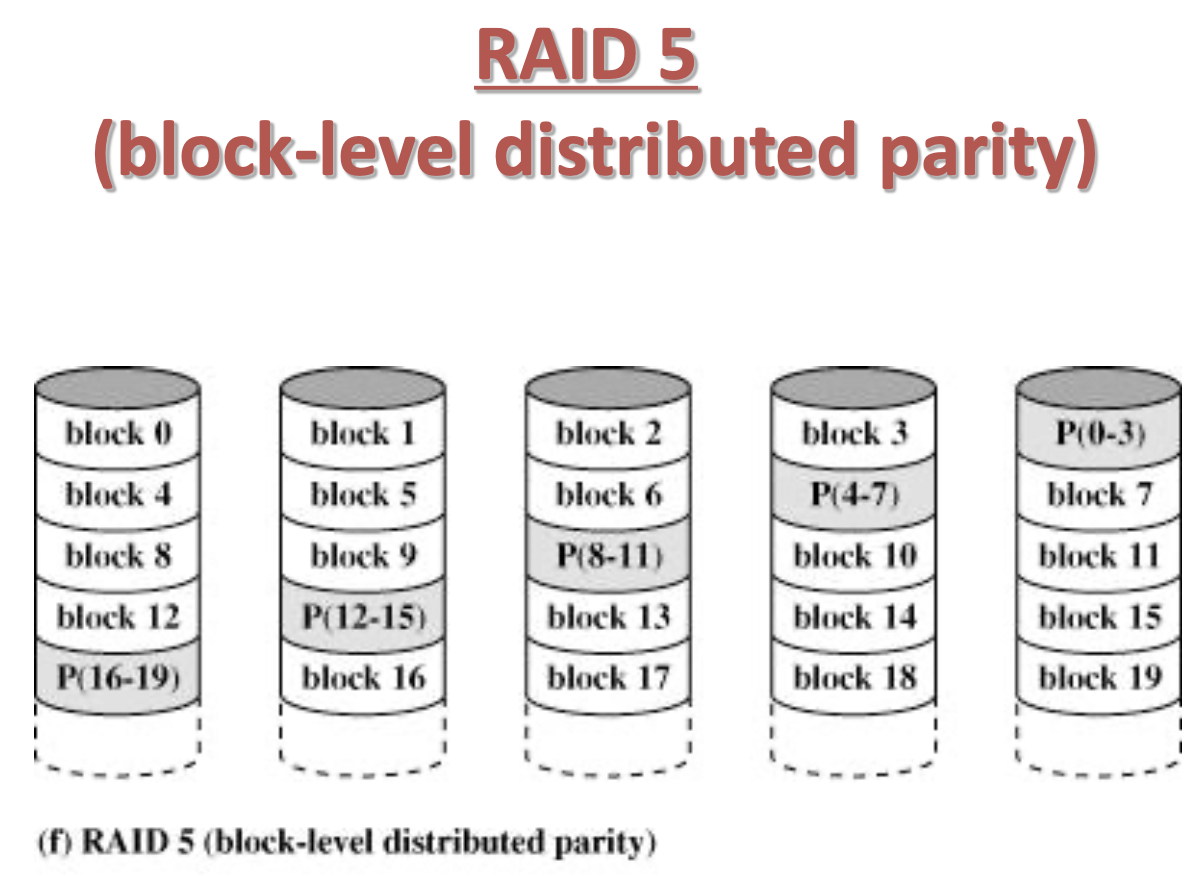 RAID 5
(block-level distributed parity)
block 0 block 1 block 2 block 3 P(0-3)
block 4 block 5 block 6 P(4-7) block 7
block 8 block 9 P(8-11) block 10 block 11
block 12 P(12-15) block 13 block 14 block 15
P(16-19) block 16 block 17 block 18 block 19
(f) RAID 5 (block-level distributed parity)